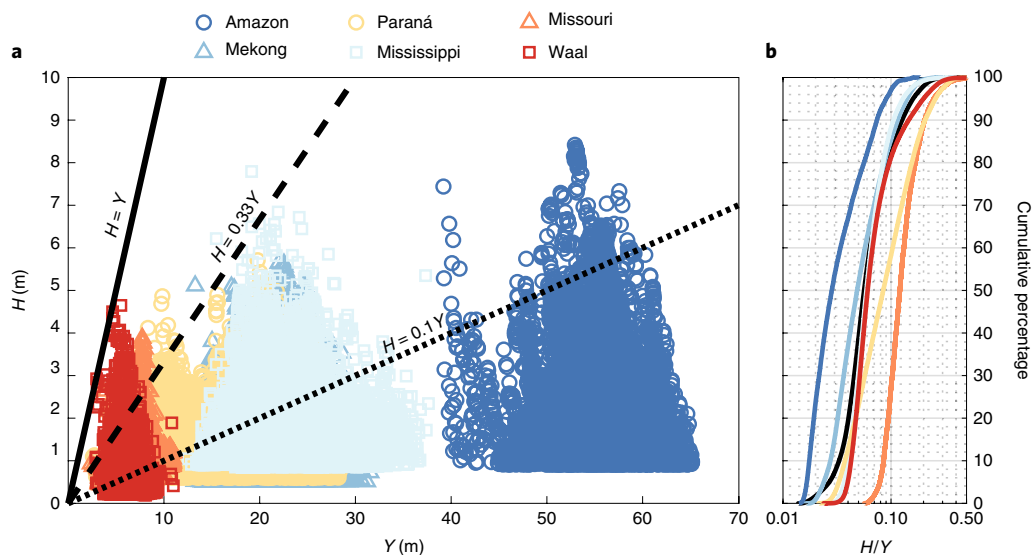 Amazon
Paraná
Missouri
Mekong
Mississippi
Waal
a
b
10
9
8
7
6
5
4
3
2
1
0
H (m)
H = Y
H = 0.33Y
H = 0.1Y
10
20
30
40
50
60
70
Y (m)
100
90
80
70
60
50
40
30
20
10
0
Cumulative percentage
0.01
0.10
0.50
H/Y